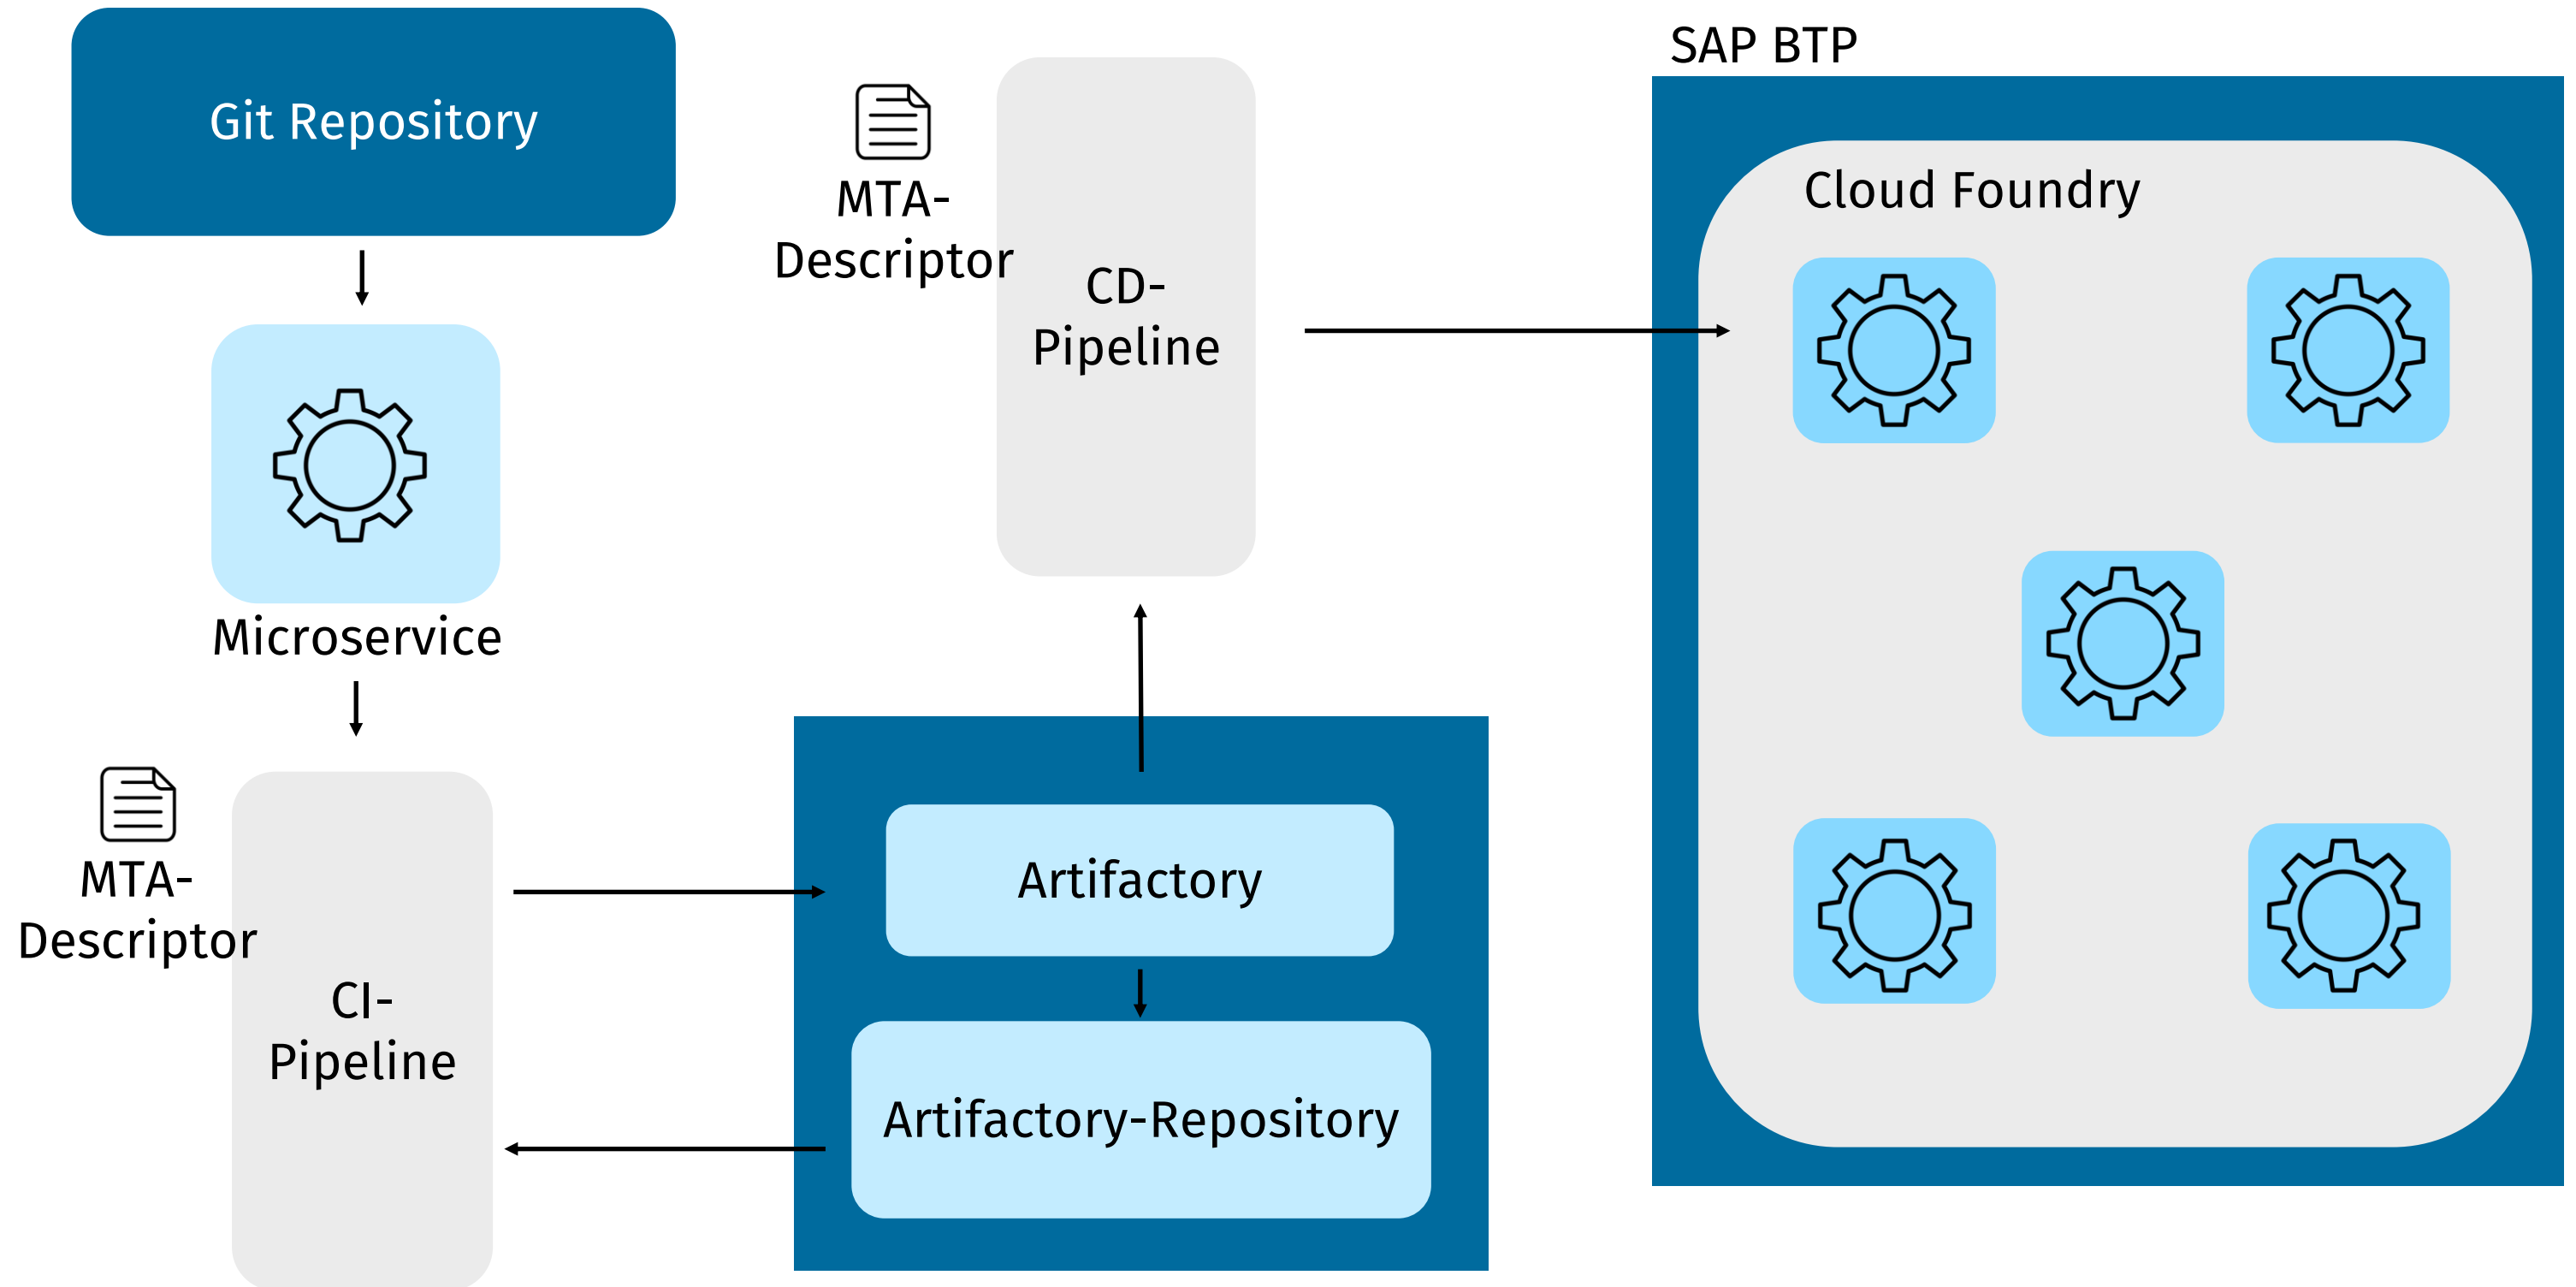 Git Repository
Microservice
MTA-
Descriptor
CI-
Pipeline
MTA-
Descriptor
CD-
Pipeline
Artifactory
Artifactory-Repository
SAP BTP
Cloud Foundry